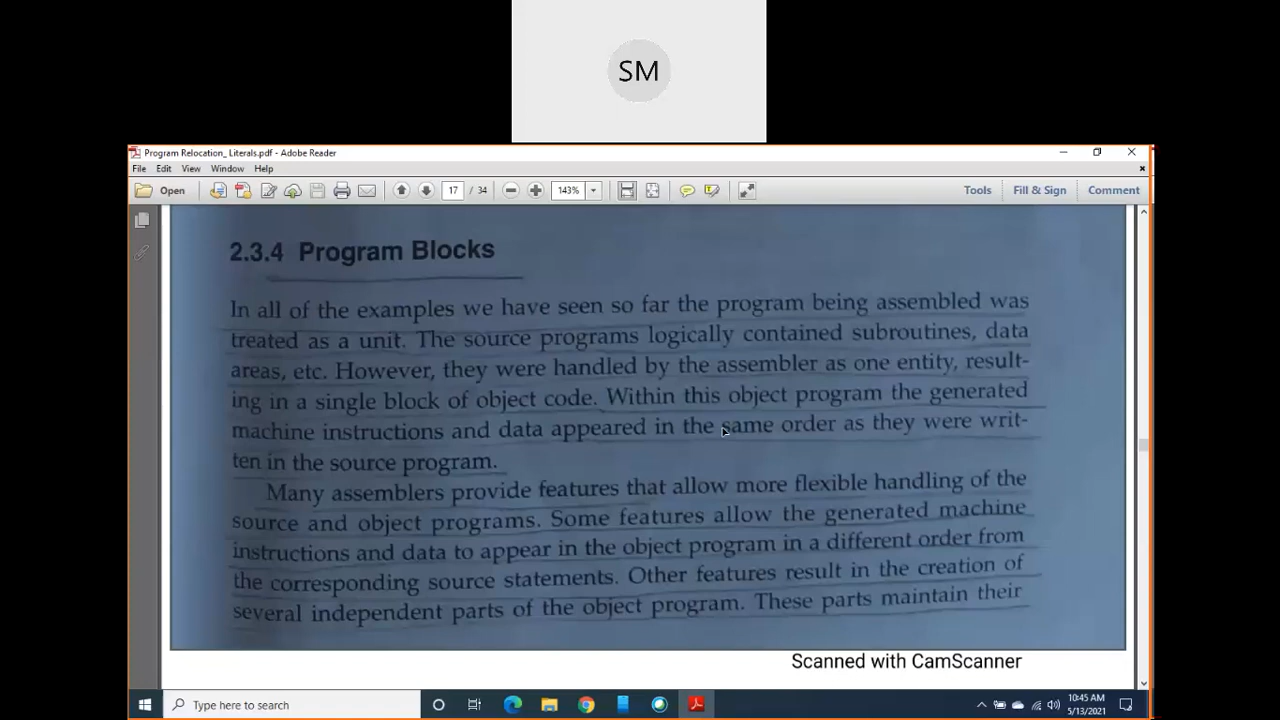 SM
Program Relocation_ Literals.pdf - Adobe Reader
File Edit View Window Help
Open 17 / 34 143% Tools Fill & Sign Comment
2.3.4 Program Blocks
In all of the examples we have seen so far the program being assembled was
treated as a unit. The source programs logically contained subroutines, data
areas, etc. However, they were handled by the assembler as one entity, result-
ing in a single block of object code. Within this object program the generated
machine instructions and data appeared in the same order as they were writ-
ten in the source program.
Many assemblers provide features that allow more flexible handling of the
source and object programs. Some features allow the generated machine
instructions and data to appear in the object program in a different order from
the corresponding source statements. Other features result in the creation of
several independent parts of the object program. These parts maintain their
Scanned with CamScanner
Type here to search
10:45 AM
5/13/2021